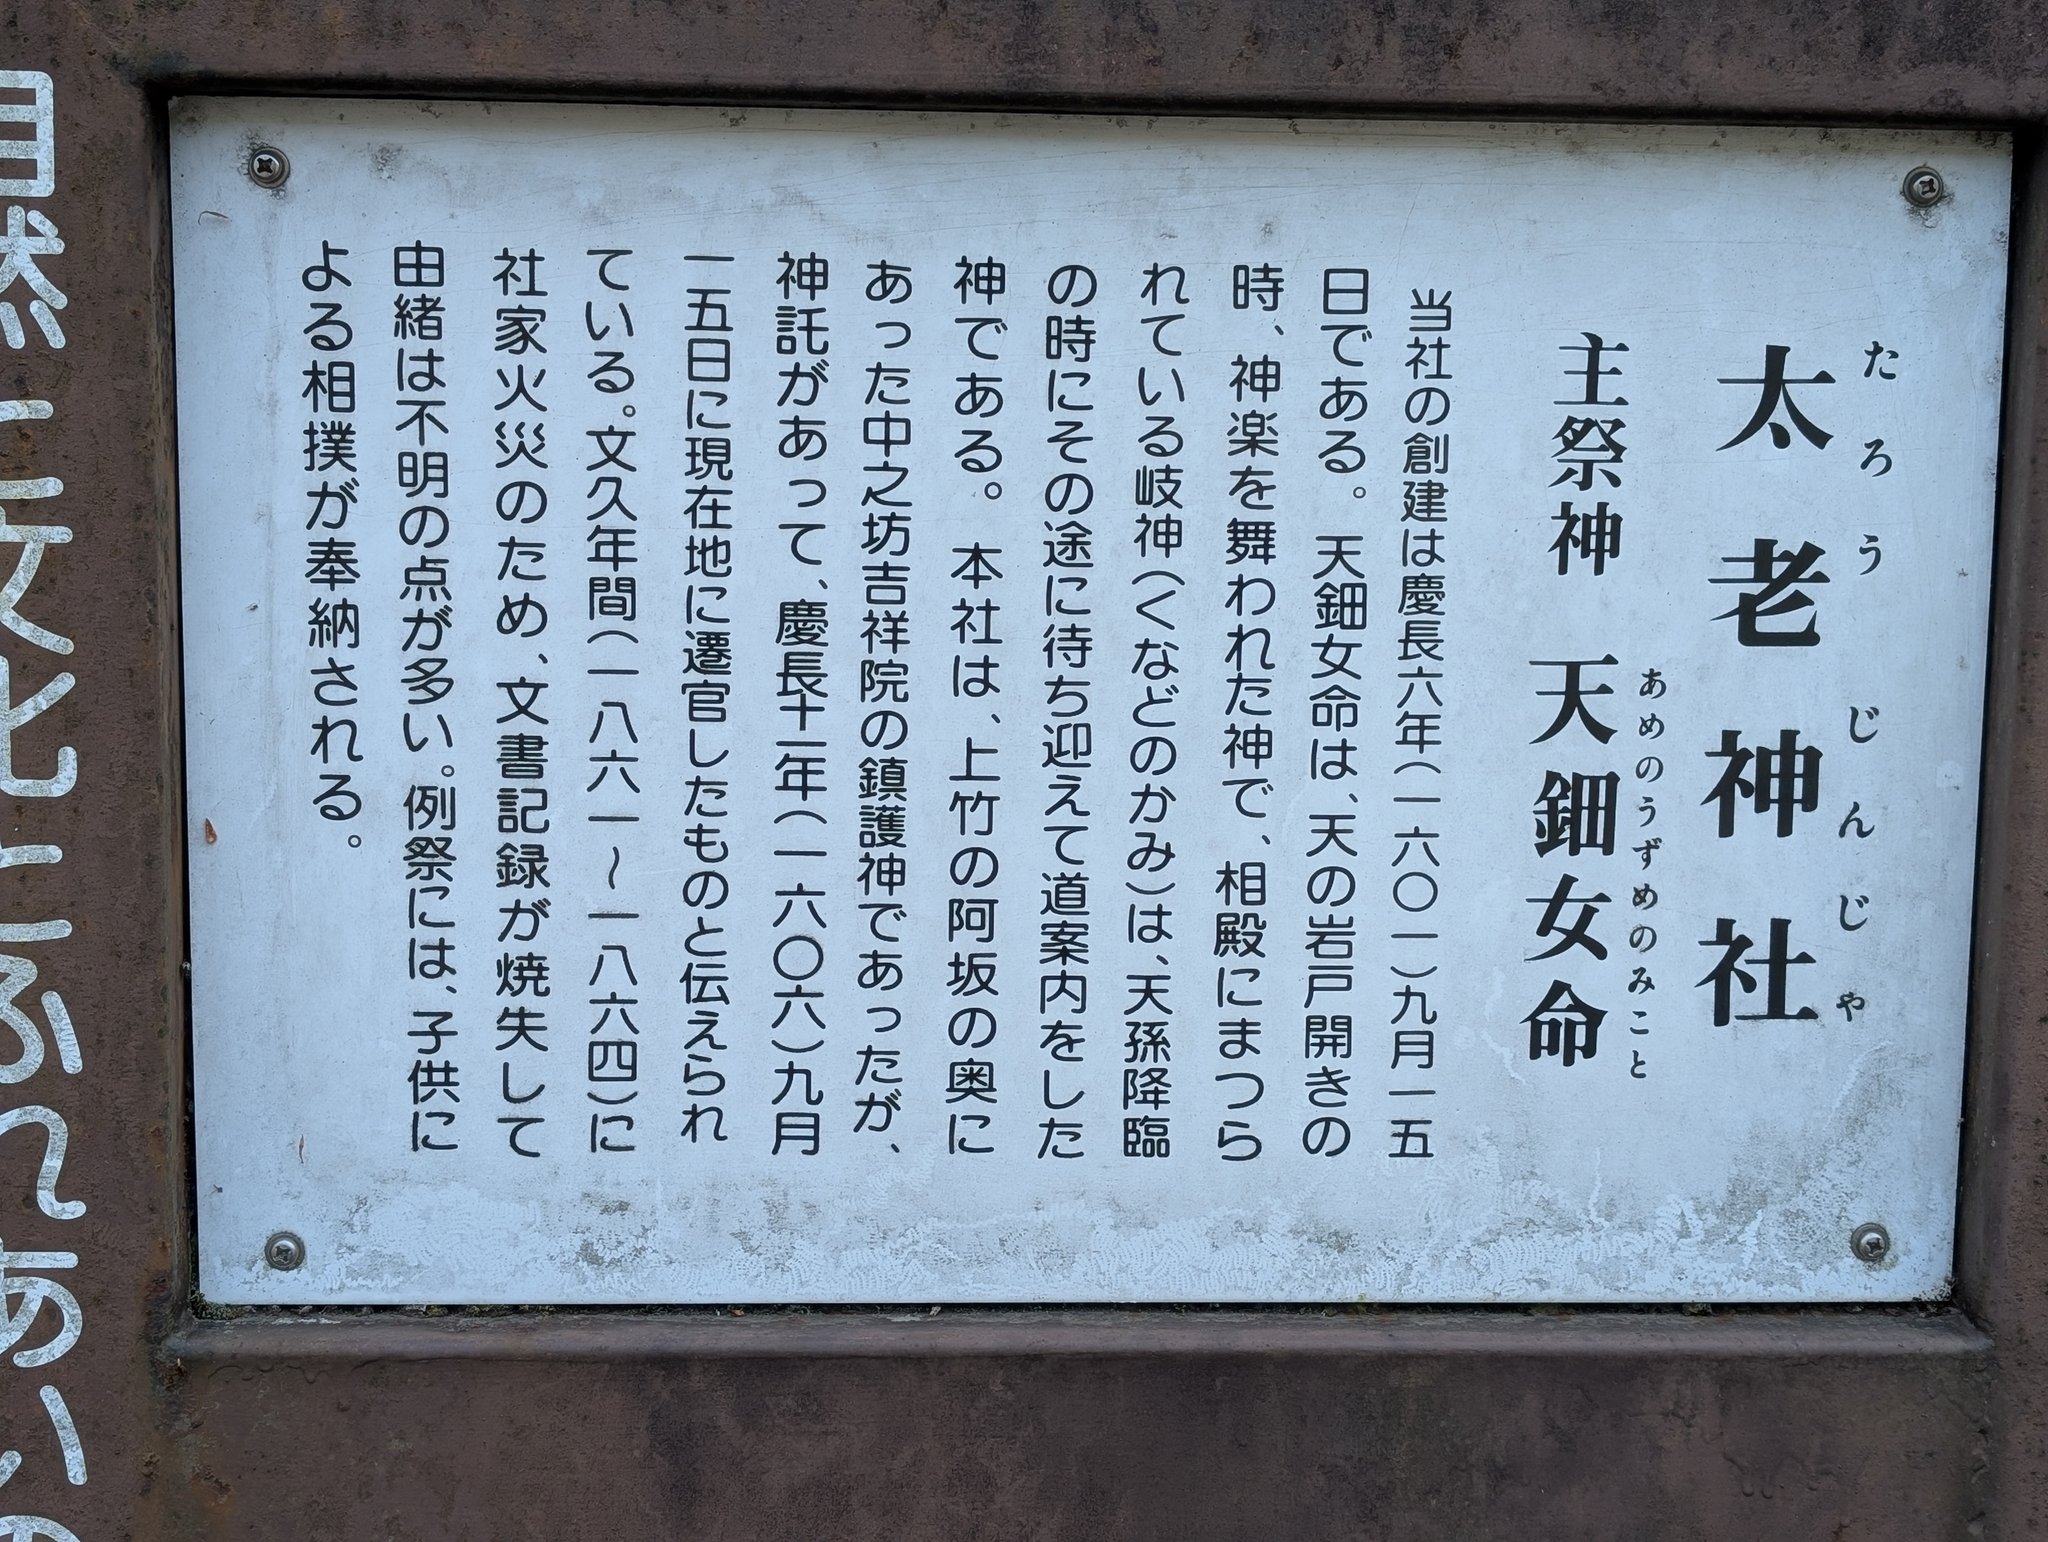 太老神社
たろうじんじゃ
主祭神 天鈿女命
あめのうずめのみこと
当社の創建は慶長六年(一六〇一)九月一五
日である。天鈿女命は、天の岩戸開きの
時、神楽を舞われた神で、相殿にまつら
れている岐神(くなどのかみ)は、天孫降臨
の時にその途に待ち迎えて道案内をした
神である。本社は、上竹の阿坂の奥に
あった中之坊吉祥院の鎮護神であったが、
神託があって、慶長十一年(一六〇六)九月
一五日に現在地に遷宮したものと伝えられ
ている。文久年間(一八六一~一八六四)に
社家火災のため、文書記録が焼失して
由緒は不明の点が多い。例祭には、子供に
よる相撲が奉納される。
自然と文化とふれあいの